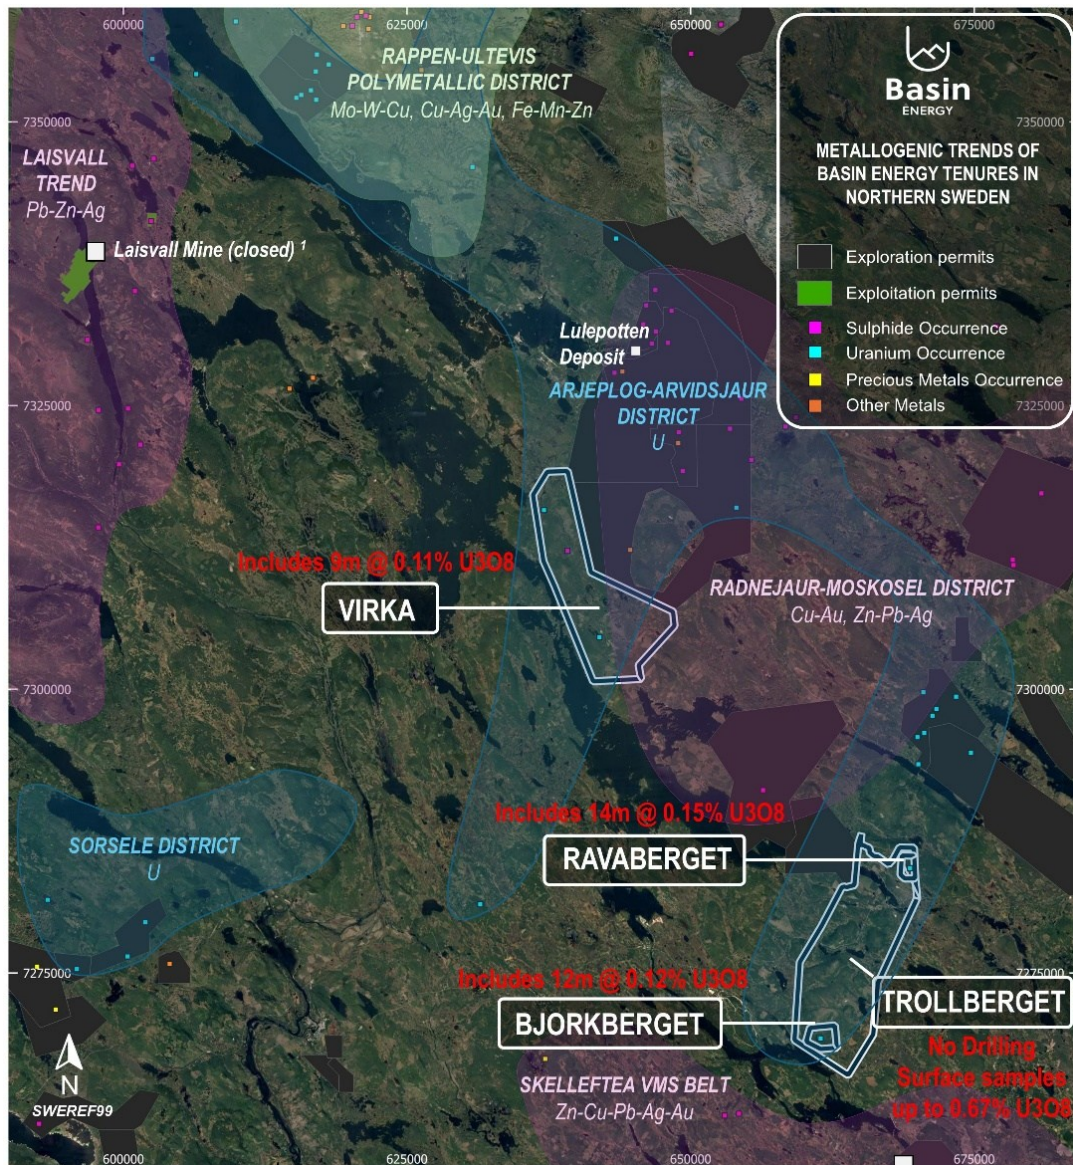 600000
625000
650000
675000
RAPPEN-ULTEVIS
POLYMETALLIC DISTRICT
Mo-W-Cu, Cu-Ag-Au, Fe-Mn-Zn
Basin
ENERGY
METALLOGENIC TRENDS OF
BASIN ENERGY TENURES IN
NORTHERN SWEDEN
Exploration permits
Exploitation permits
Sulphide Occurrence
Uranium Occurrence
Precious Metals Occurrence
Other Metals
7350000
7350000
LAISVALL
TREND
Pb-Zn-Ag
Laisvall Mine (closed) 1
Lulepotten
Deposit
ARJEPLOG-ARVIDSJAUR
DISTRICT
U
7325000
7325000
Includes 9m @ 0.11% U3O8
VIRKA
RADNEJAUR-MOSKOSEL DISTRICT
Cu-Au, Zn-Pb-Ag
7300000
7300000
Includes 14m @ 0.15% U3O8
RAVABERGET
SORSELE DISTRICT
U
7275000
7275000
Includes 12m @ 0.12% U3O8
BJORKBERGET
TROLLBERGET
No Drilling
Surface samples
up to 0.67% U3O8
SKELLEFTEA VMS BELT
Zn-Cu-Pb-Ag-Au
N
SWEREF99
600000
625000
650000
675000